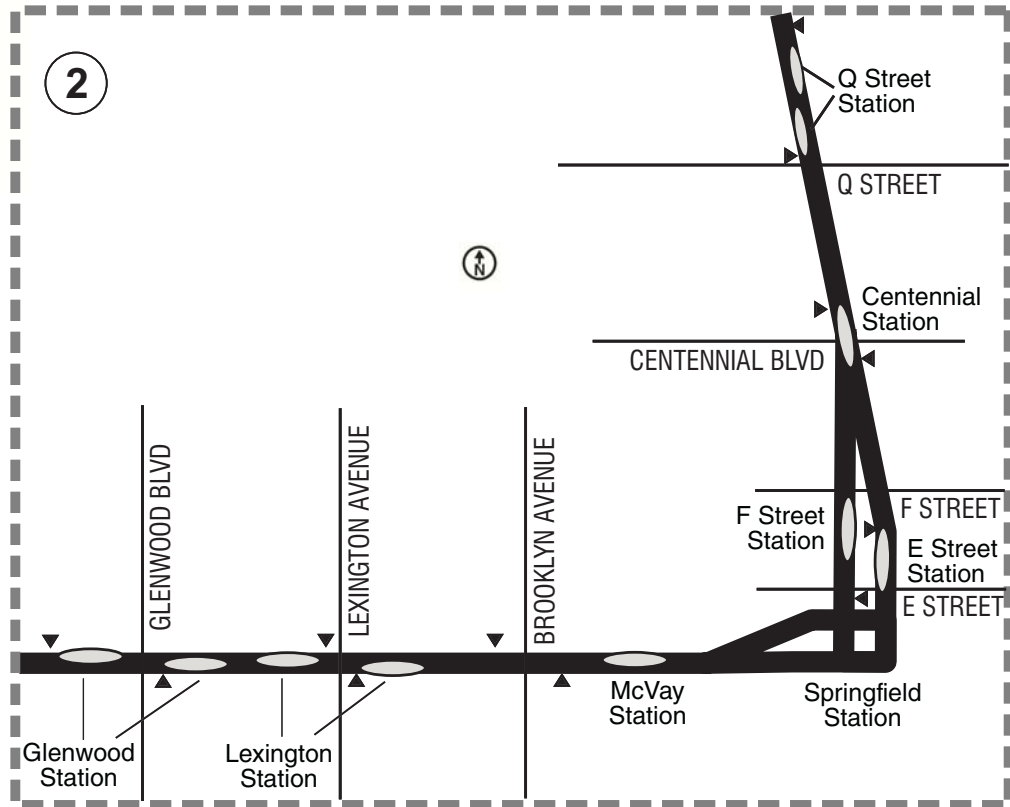 2
Q Street
Station
Q STREET
N
Centennial
Station
CENTENNIAL BLVD
GLENWOOD BLVD
LEXINGTON AVENUE
BROOKLYN AVENUE
F STREET
F Street
Station
E Street
Station
E STREET
McVay
Station
Springfield
Station
Glenwood
Station
Lexington
Station